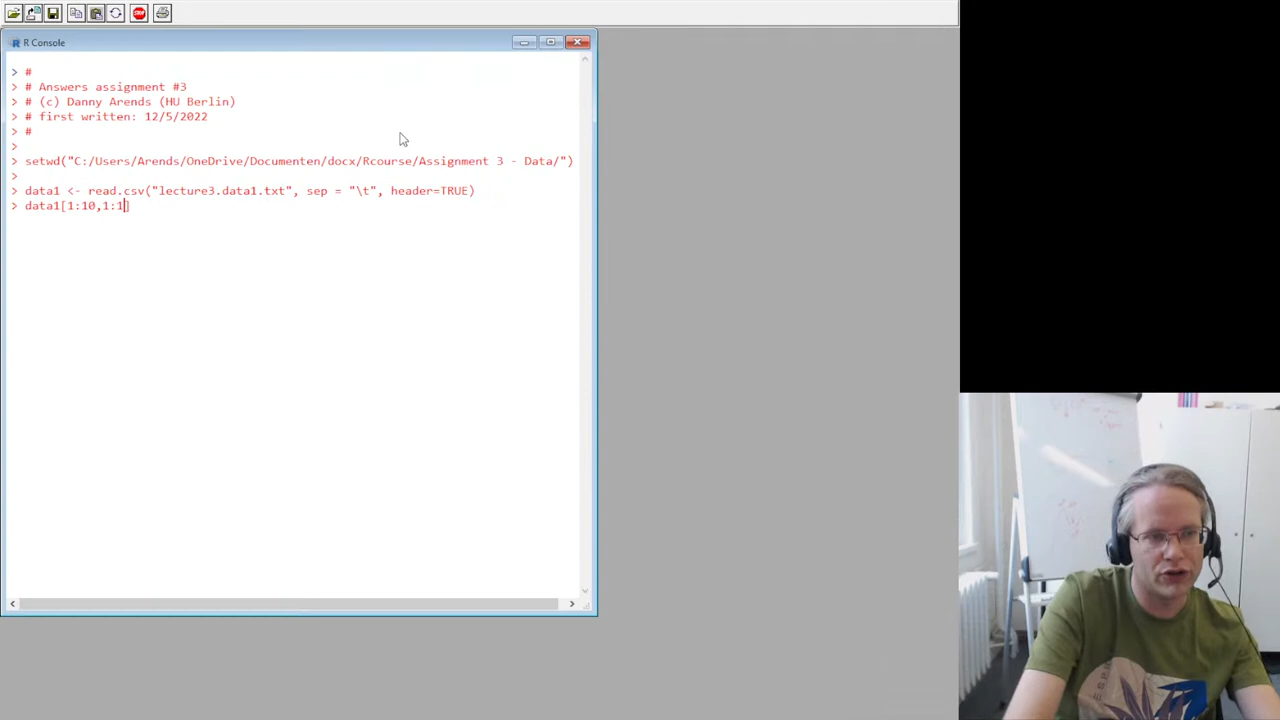 R Console
> #
> # Answers assignment #3
> # (c) Danny Arends (HU Berlin)
> # first written: 12/5/2022
> #
>
> setwd("C:/Users/Arends/OneDrive/Documenten/docx/Rcourse/Assignment 3 - Data/")
>
> data1 <- read.csv("lecture3.data1.txt", sep = "\t", header=TRUE)
> data1[1:10,1:1]
STOP